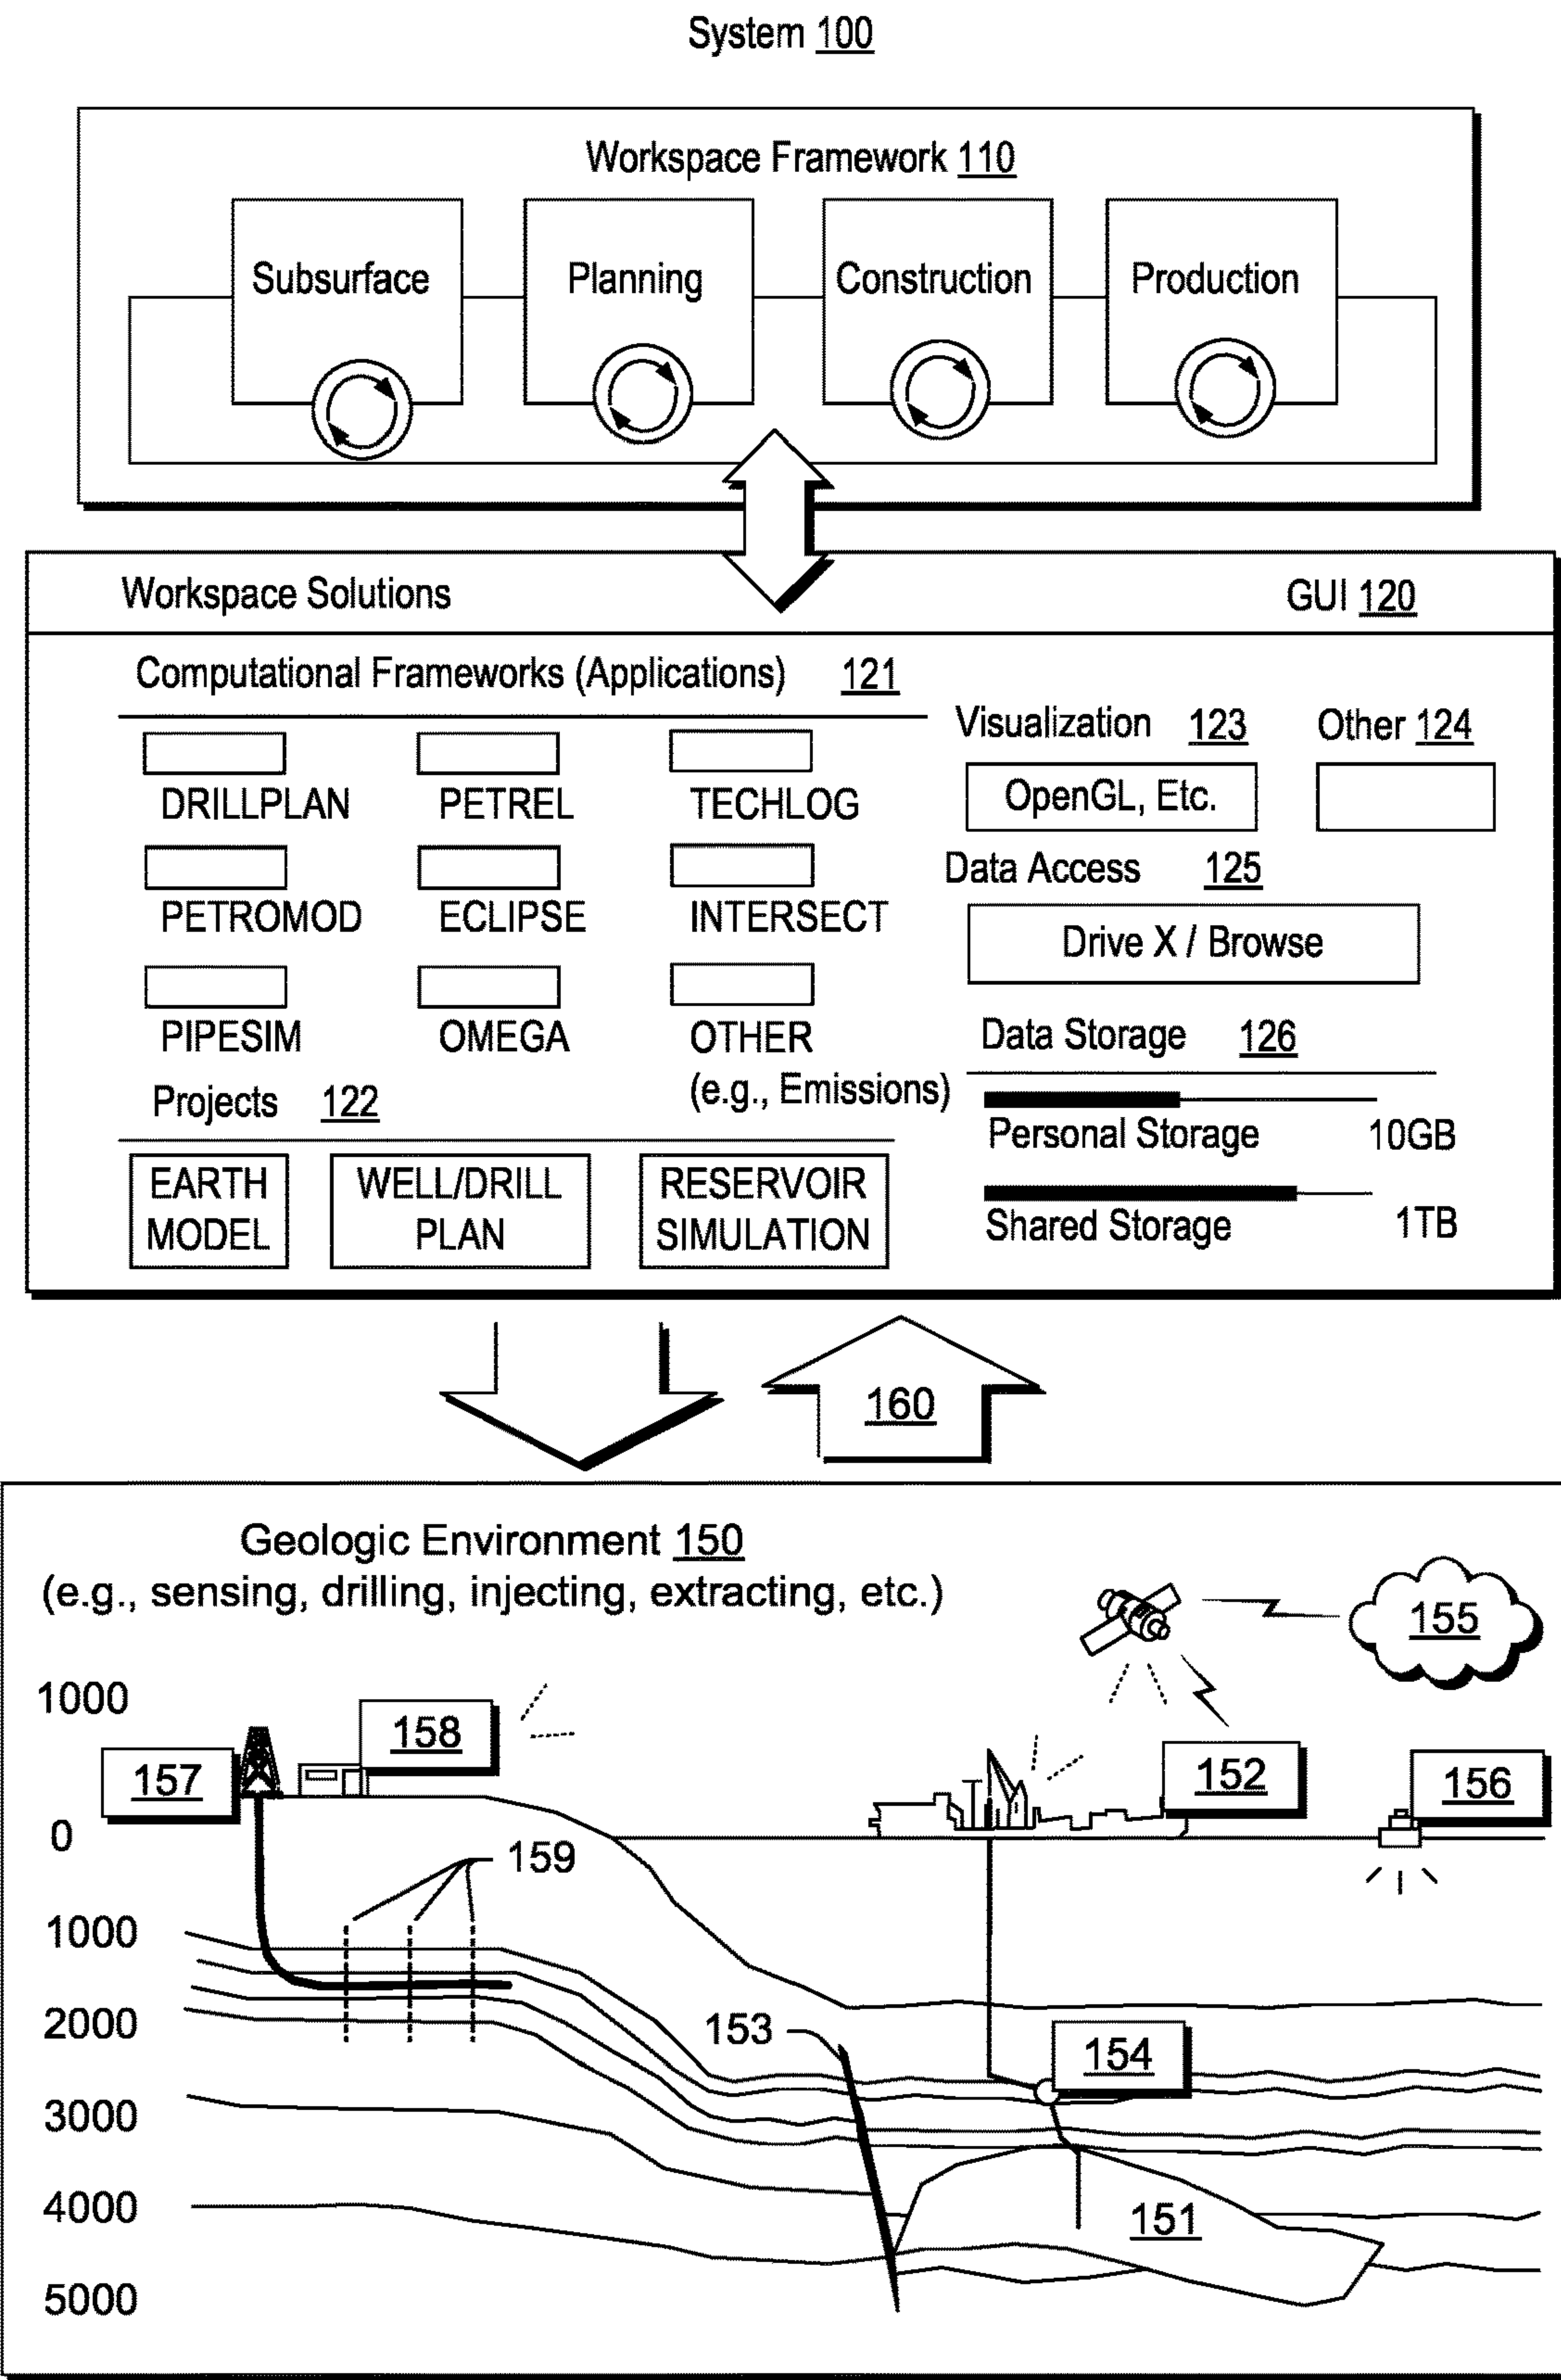 System 100
Workspace Framework 110
Subsurface
Planning
Construction
Production
Workspace Solutions
GUI 120
Computational Frameworks (Applications) 121
DRILLPLAN
PETREL
TECHLOG
PETROMOD
ECLIPSE
INTERSECT
PIPESIM
OMEGA
OTHER
(e.g., Emissions)
Projects 122
EARTH
MODEL
WELL/DRILL
PLAN
RESERVOIR
SIMULATION
Visualization 123
Other 124
OpenGL, Etc.
Data Access 125
Drive X / Browse
Data Storage 126
Personal Storage 10GB
Shared Storage 1TB
160
Geologic Environment 150
(e.g., sensing, drilling, injecting, extracting, etc.)
155
1000
158
157
152
156
0
159
1000
2000
153
154
3000
4000
151
5000